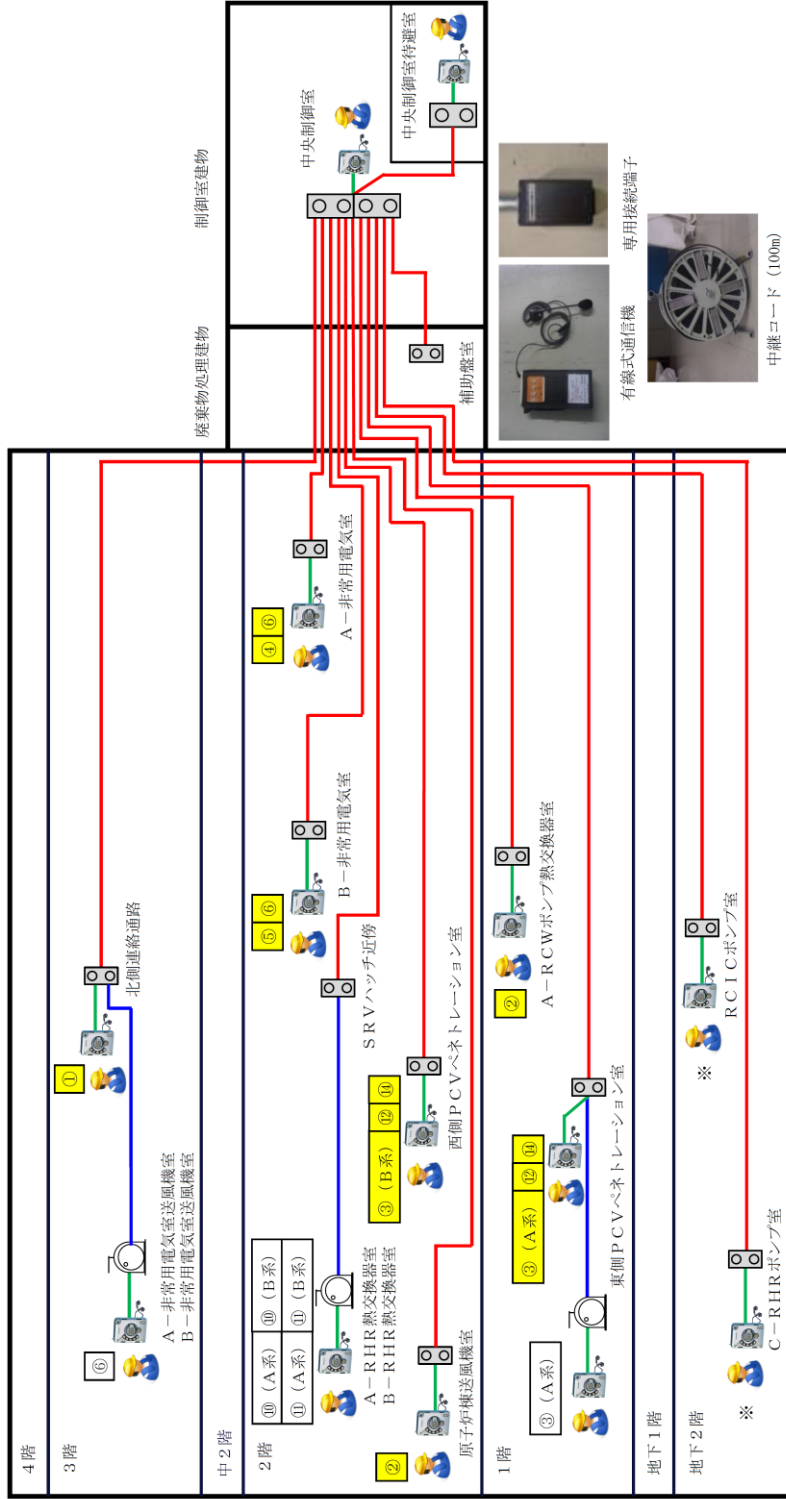 4階
3階
⑥
A－非常用電気室送風機室
B－非常用電気室送風機室
①
北側連絡通路
中2階
2階
⑩（A系）
⑩（B系）
⑪（A系）
⑪（B系）
A－RHR熱交換器室
B－RHR熱交換器室
SRVハッチ近傍
⑤
⑥
B－非常用電気室
④
⑥
A－非常用電気室
③（B系）
⑫
⑭
西側PCVペネトレーション室
②
原子炉棟送風機室
1階
②
A－RCWポンプ熱交換器室
③（A系）
③（A系）
⑫
⑭
東側PCVペネトレーション室
地下1階
地下2階
※
RCICポンプ室
※
C－RHRポンプ室
廃棄物処理建物
補助盤室
制御室建物
中央制御室
中央制御室待避室
有線式通信機
専用接続端子
中継コード（100m）